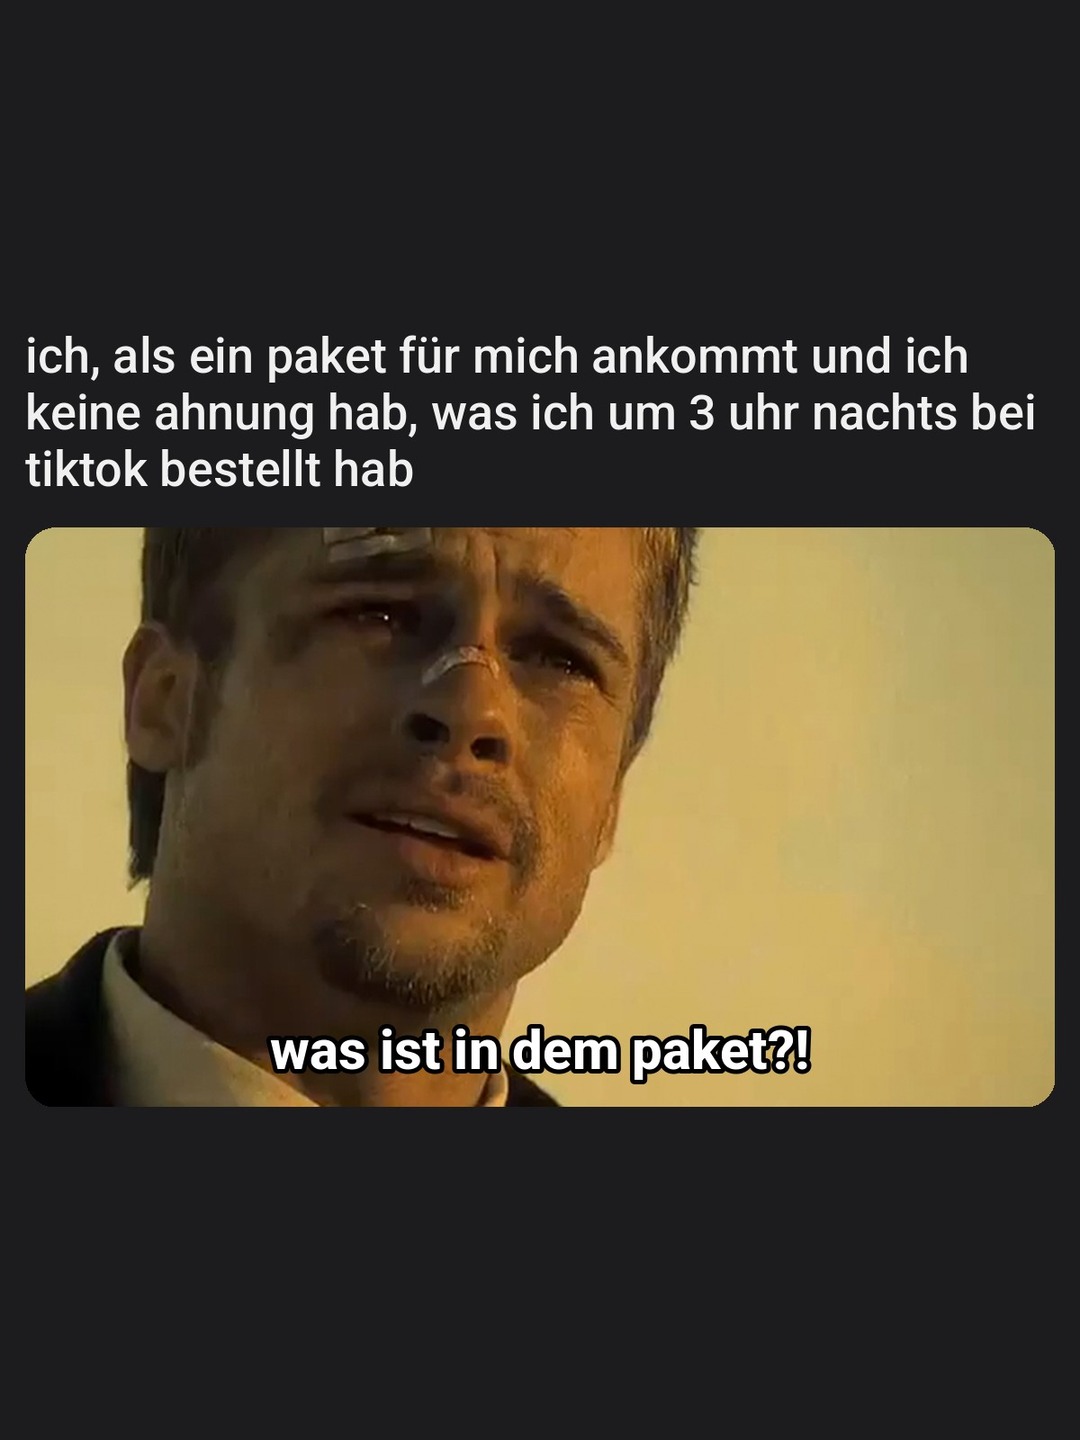 ich, als ein paket für mich ankommt und ich
keine ahnung hab, was ich um 3 uhr nachts bei
tiktok bestellt hab
was ist in dem paket?!